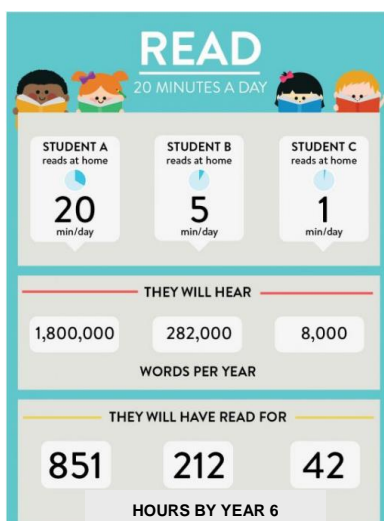 READ
20 MINUTES A DAY
STUDENT A
reads at home
20
min/day
STUDENT B
reads at home
5
min/day
STUDENT C
reads at home
1
min/day
THEY WILL HEAR
1,800,000 282,000 8,000
WORDS PER YEAR
THEY WILL HAVE READ FOR
851 212 42
HOURS BY YEAR 6